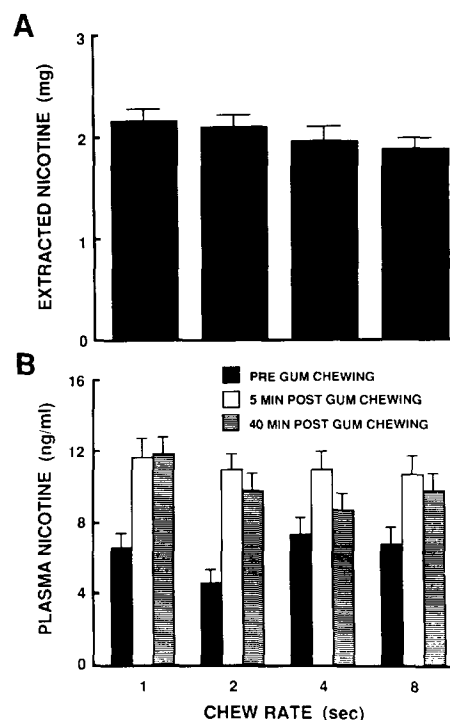 A
EXTRACTED NICOTINE (mg)
3
2
1
0
B
PLASMA NICOTINE (ng/ml)
16
12
8
4
0
PRE GUM CHEWING
5 MIN POST GUM CHEWING
40 MIN POST GUM CHEWING
1 2 4 8
CHEW RATE (sec)